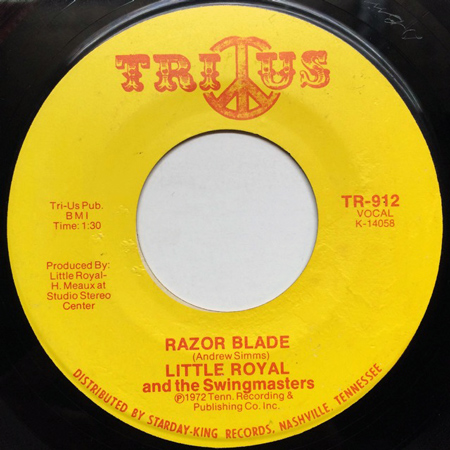 TRI US
Tri-Us Pub.
BMI
Time: 1:30
TR-912
VOCAL
K-14058
Produced By:
Little Royal-
H. Meaux at
Studio Stereo
Center
RAZOR BLADE
(Andrew Simms)
LITTLE ROYAL
and the Swingmasters
Ⓟ1972 Tenn. Recording &
Publishing Co. Inc.
DISTRIBUTED BY STARDAY-KING RECORDS, NASHVILLE, TENNESSEE